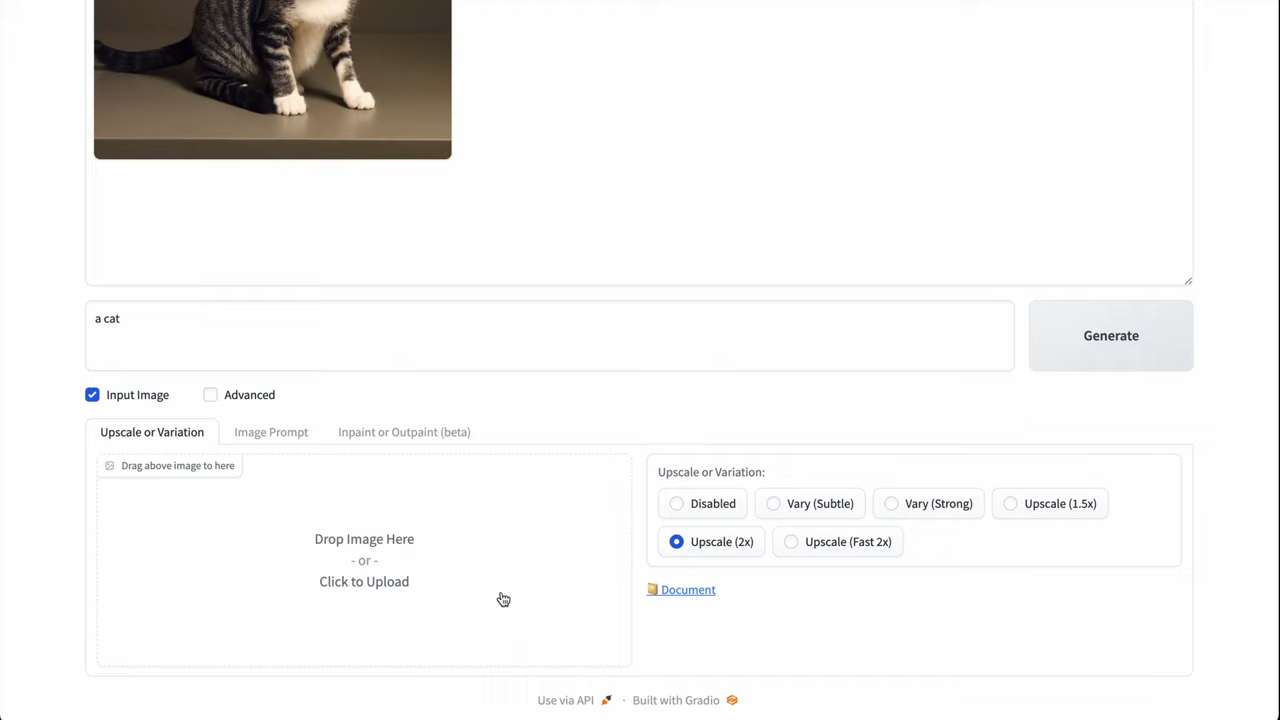 a cat
Generate
Input Image Advanced
Upscale or Variation Image Prompt Inpaint or Outpaint (beta)
Drag above image to here
Drop Image Here
- or -
Click to Upload
Upscale or Variation:
Disabled Vary (Subtle) Vary (Strong) Upscale (1.5x)
Upscale (2x) Upscale (Fast 2x)
Document
Use via API · Built with Gradio